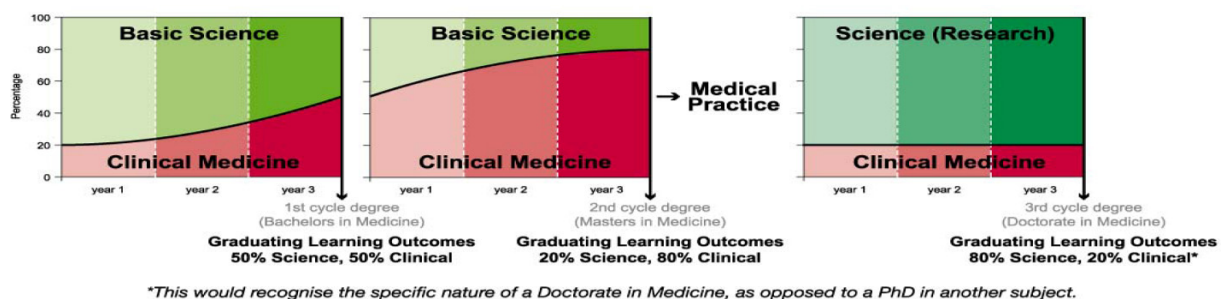 100
80
60
40
20
0
Percentage
Basic Science
Clinical Medicine
year 1
year 2
year 3
1st cycle degree
(Bachelors in Medicine)
Graduating Learning Outcomes
50% Science, 50% Clinical
Basic Science
Clinical Medicine
year 1
year 2
year 3
2nd cycle degree
(Masters in Medicine)
Graduating Learning Outcomes
20% Science, 80% Clinical
Medical
Practice
Science (Research)
Clinical Medicine
year 1
year 2
year 3
3rd cycle degree
(Doctorate in Medicine)
Graduating Learning Outcomes
80% Science, 20% Clinical*
*This would recognise the specific nature of a Doctorate in Medicine, as opposed to a PhD in another subject.